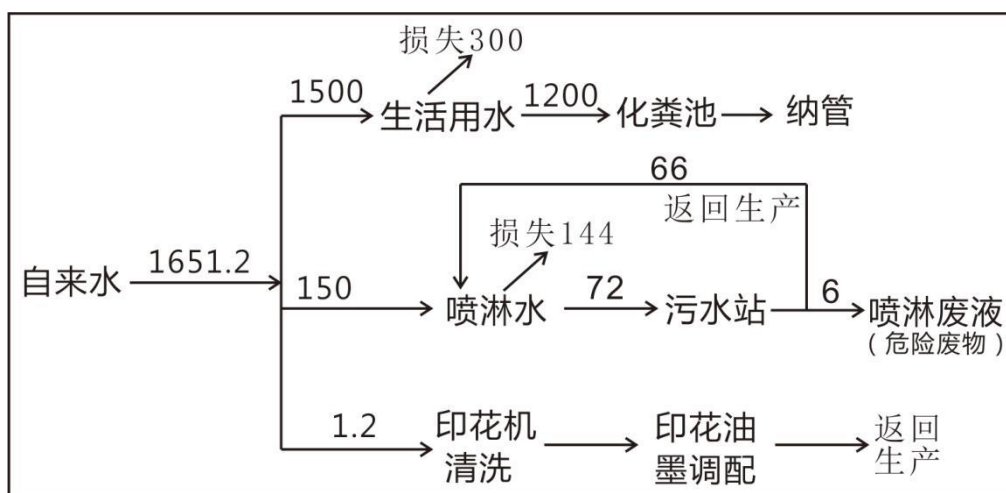 损失300
1500
生活用水
1200
化粪池
纳管
66
返回生产
损失144
自来水
1651.2
150
喷淋水
72
污水站
6
喷淋废液
(危险废物)
1.2
印花机
清洗
印花油
墨调配
返回
生产